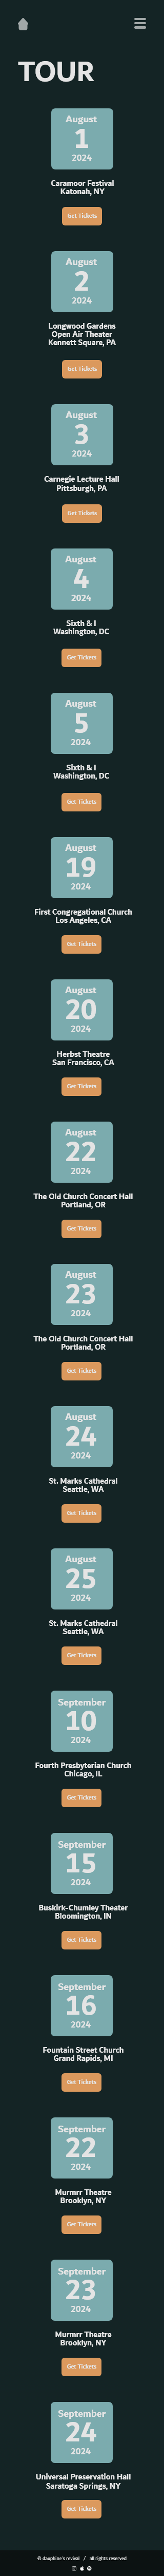 TOUR
August
1
2024
Caramoor Festival
Katonah, NY
Get Tickets
August
2
2024
Longwood Gardens
Open Air Theater
Kennett Square, PA
Get Tickets
August
3
2024
Carnegie Lecture Hall
Pittsburgh, PA
Get Tickets
August
4
2024
Sixth & I
Washington, DC
Get Tickets
August
5
2024
Sixth & I
Washington, DC
Get Tickets
August
19
2024
First Congregational Church
Los Angeles, CA
Get Tickets
August
20
2024
Herbst Theatre
San Francisco, CA
Get Tickets
August
22
2024
The Old Church Concert Hall
Portland, OR
Get Tickets
August
23
2024
The Old Church Concert Hall
Portland, OR
Get Tickets
August
24
2024
St. Marks Cathedral
Seattle, WA
Get Tickets
August
25
2024
St. Marks Cathedral
Seattle, WA
Get Tickets
September
10
2024
Fourth Presbyterian Church
Chicago, IL
Get Tickets
September
15
2024
Buskirk-Chumley Theater
Bloomington, IN
Get Tickets
September
16
2024
Fountain Street Church
Grand Rapids, MI
Get Tickets
September
22
2024
Murmrr Theatre
Brooklyn, NY
Get Tickets
September
23
2024
Murmrr Theatre
Brooklyn, NY
Get Tickets
September
24
2024
Universal Preservation Hall
Saratoga Springs, NY
Get Tickets
© dauphine's revival / all rights reserved